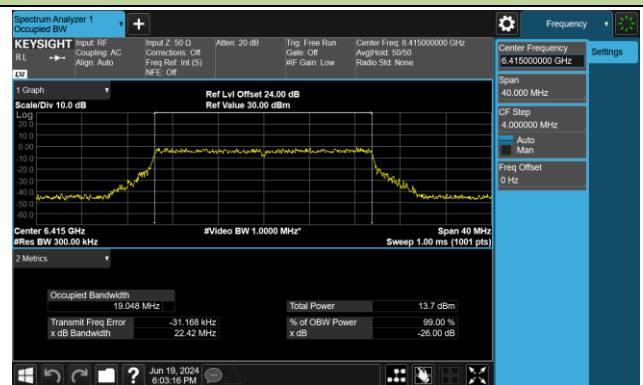 Spectrum Analyzer 1
Occupied BW
+
Frequency
KEYSIGHT
Input: RF
Input Z: 50 Ω
Atten: 20 dB
Trig: Free Run
Center Freq: 6.415000000 GHz
RL
Coupling: AC
Corrections: Off
Gate: Off
Avg|Hold: 50/50
Align: Auto
Freq Ref: Int (S)
#IF Gain: Low
Radio Std: None
NFE: Off
LXI
1 Graph
Ref Lvl Offset 24.00 dB
Scale/Div 10.0 dB
Ref Value 30.00 dBm
Log
20.0
10.0
0.00
-10.0
-20.0
-30.0
-40.0
-50.0
-60.0
Center 6.415 GHz
#Video BW 1.0000 MHz*
Span 40 MHz
#Res BW 300.00 kHz
Sweep 1.00 ms (1001 pts)
2 Metrics
Occupied Bandwidth
19.048 MHz
Total Power
13.7 dBm
Transmit Freq Error
-31.168 kHz
% of OBW Power
99.00 %
x dB Bandwidth
22.42 MHz
x dB
-26.00 dB
Center Frequency
6.415000000 GHz
Settings
Span
40.000 MHz
CF Step
4.000000 MHz
Auto
Man
Freq Offset
0 Hz
?
Jun 19, 2024
6:03:16 PM